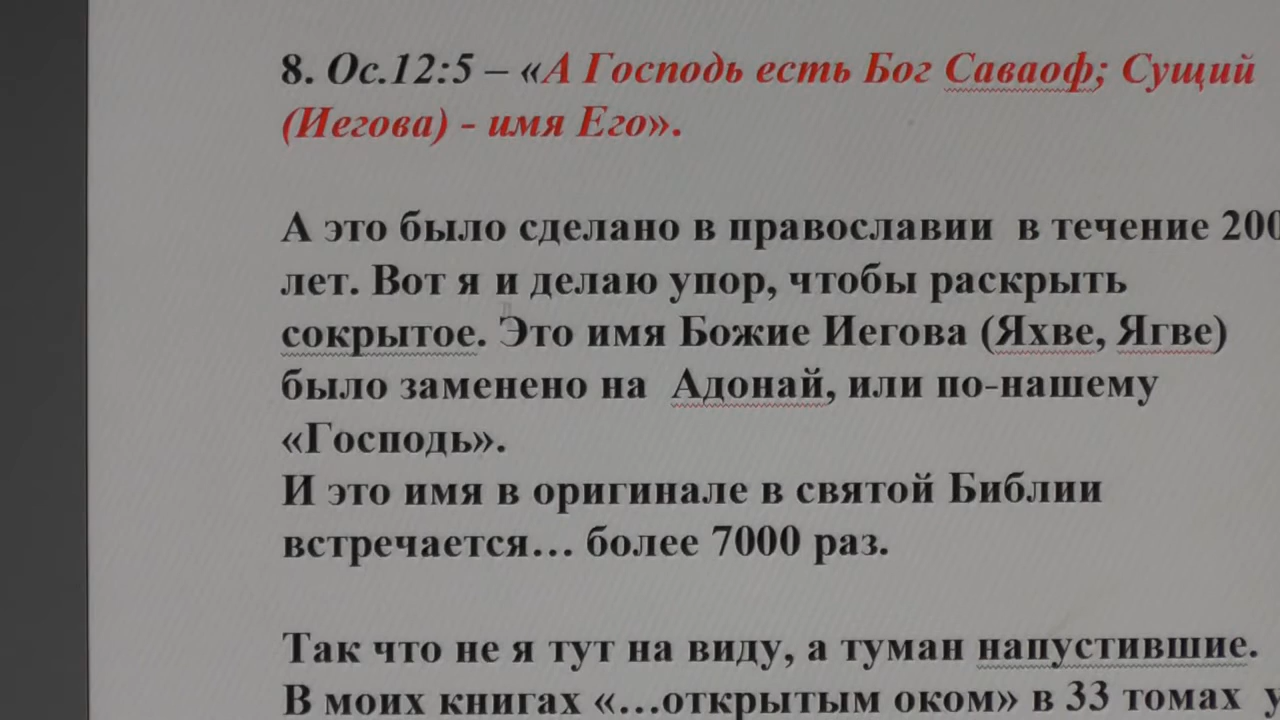 8. Ос.12:5 – «А Господь есть Бог Саваоф; Сущий
(Иегова) - имя Его».
А это было сделано в православии в течение
лет. Вот я и делаю упор, чтобы раскрыть
сокрытое. Это имя Божие Иегова (Яхве, Ягве)
было заменено на Адонай, или по-нашему
«Господь».
И это имя в оригинале в святой Библии
встречается… более 7000 раз.
Так что не я тут на виду, а туман напустившие.
В моих книгах «…открытым оком» в 33 томах